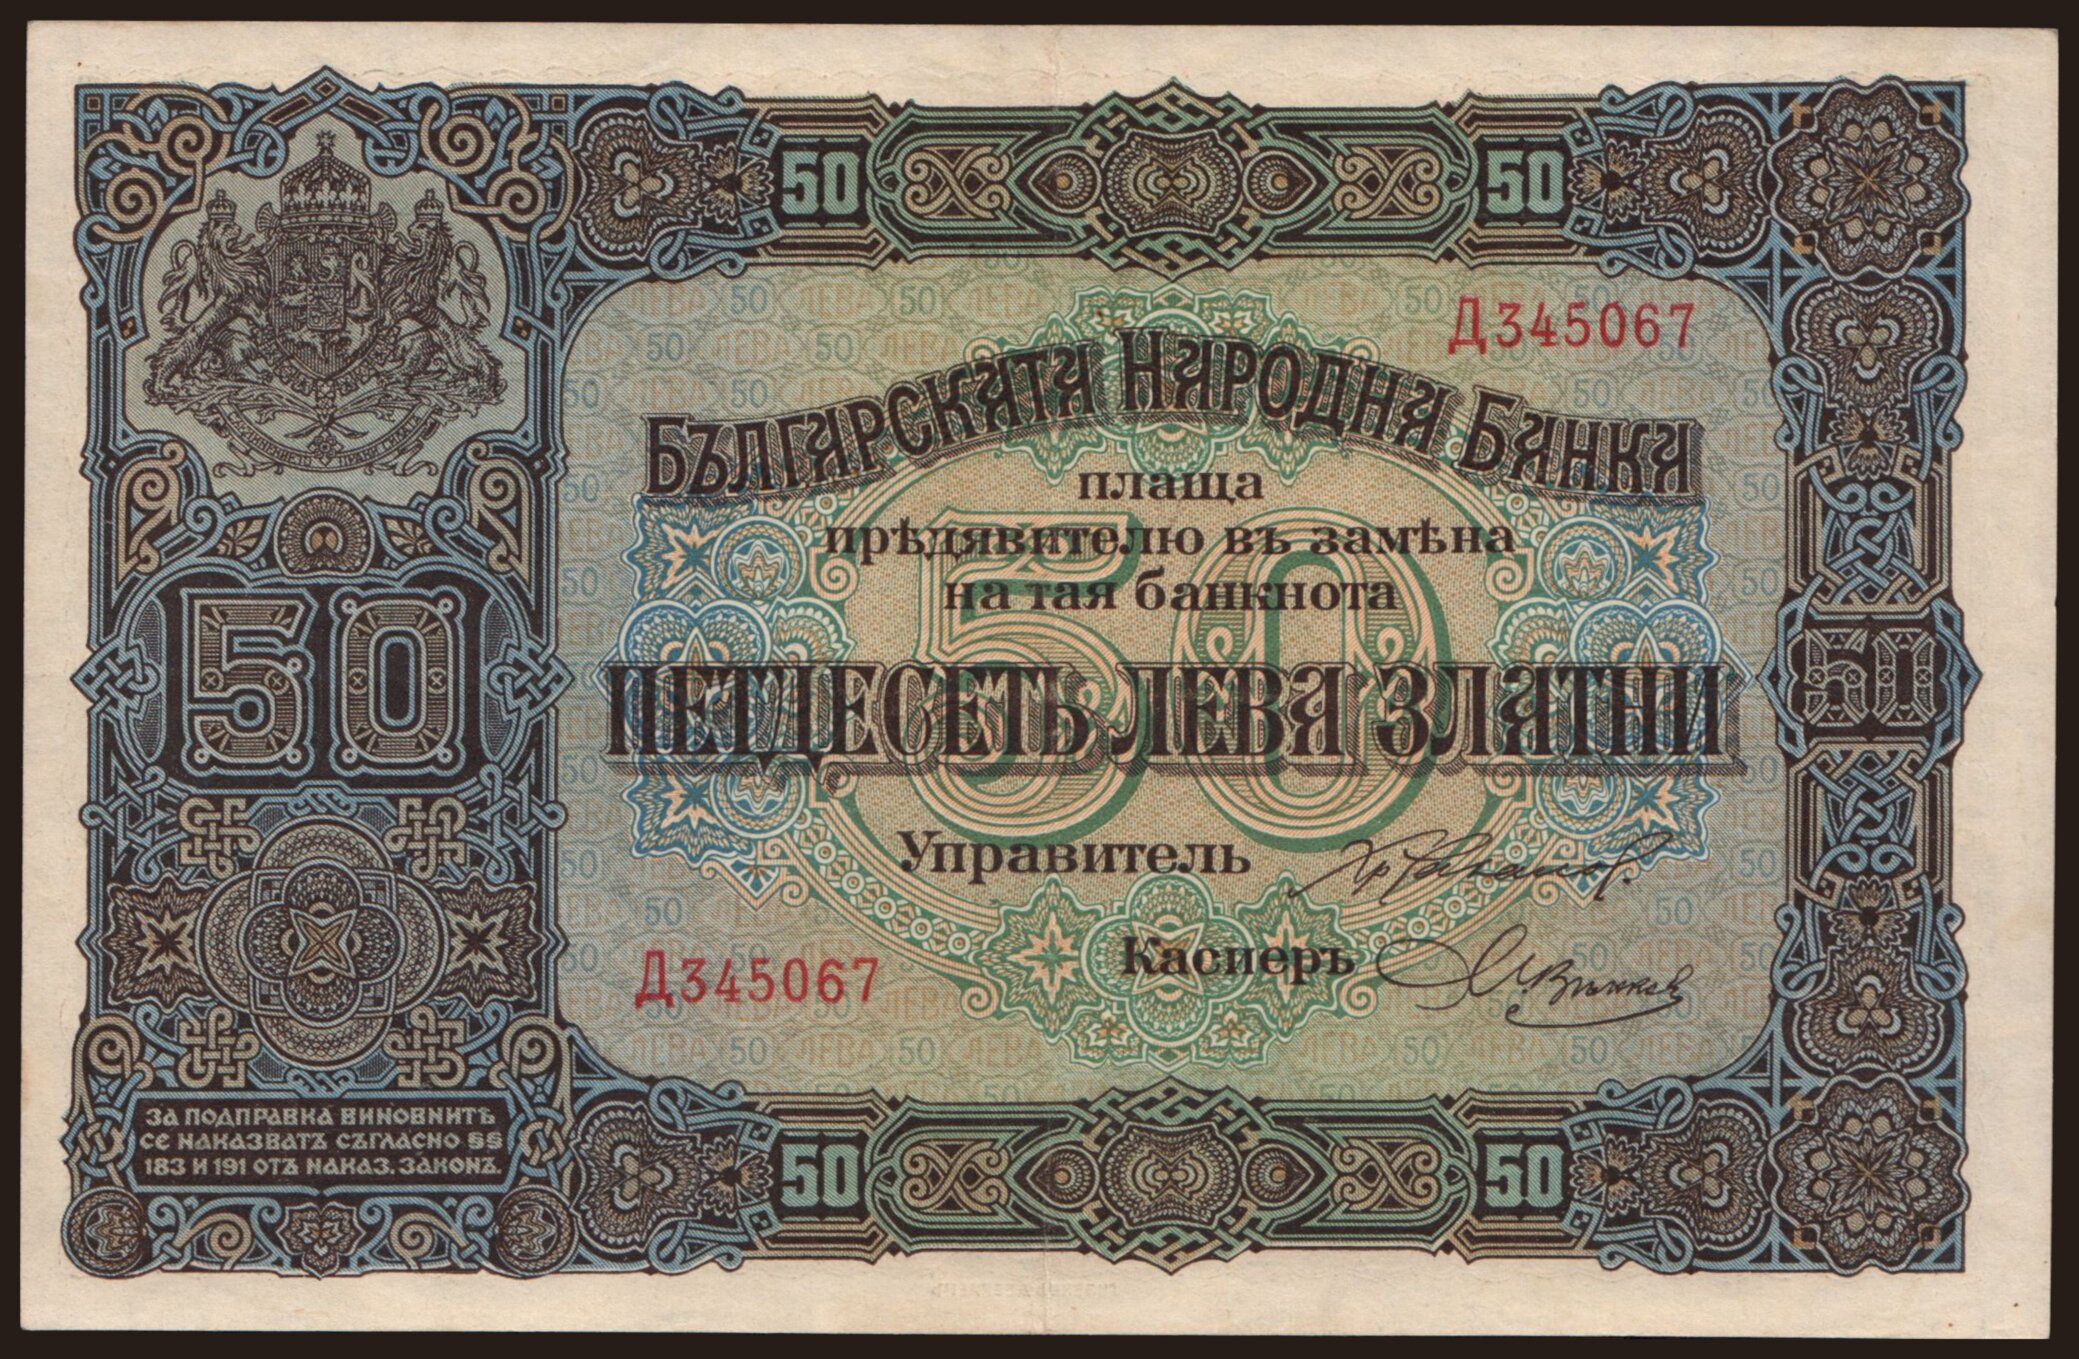 50
50
Д345067
БЪЛГАРСКАТА НАРОДНА БАНКА
плаща
прѣдявителю въ замѣна
на тая банкнота
50
50
50
ПЕТДЕСЕТЬ ЛЕВА ЗЛАТНИ
Управитель
Касиеръ
Д345067
ЗА ПОДПРАВКА ВИНОВНИТѢ
СЕ НАКАЗВАТЪ СЪГЛАСНО §§
183 И 191 ОТЪ НАКАЗ. ЗАКОНЪ.
50
50